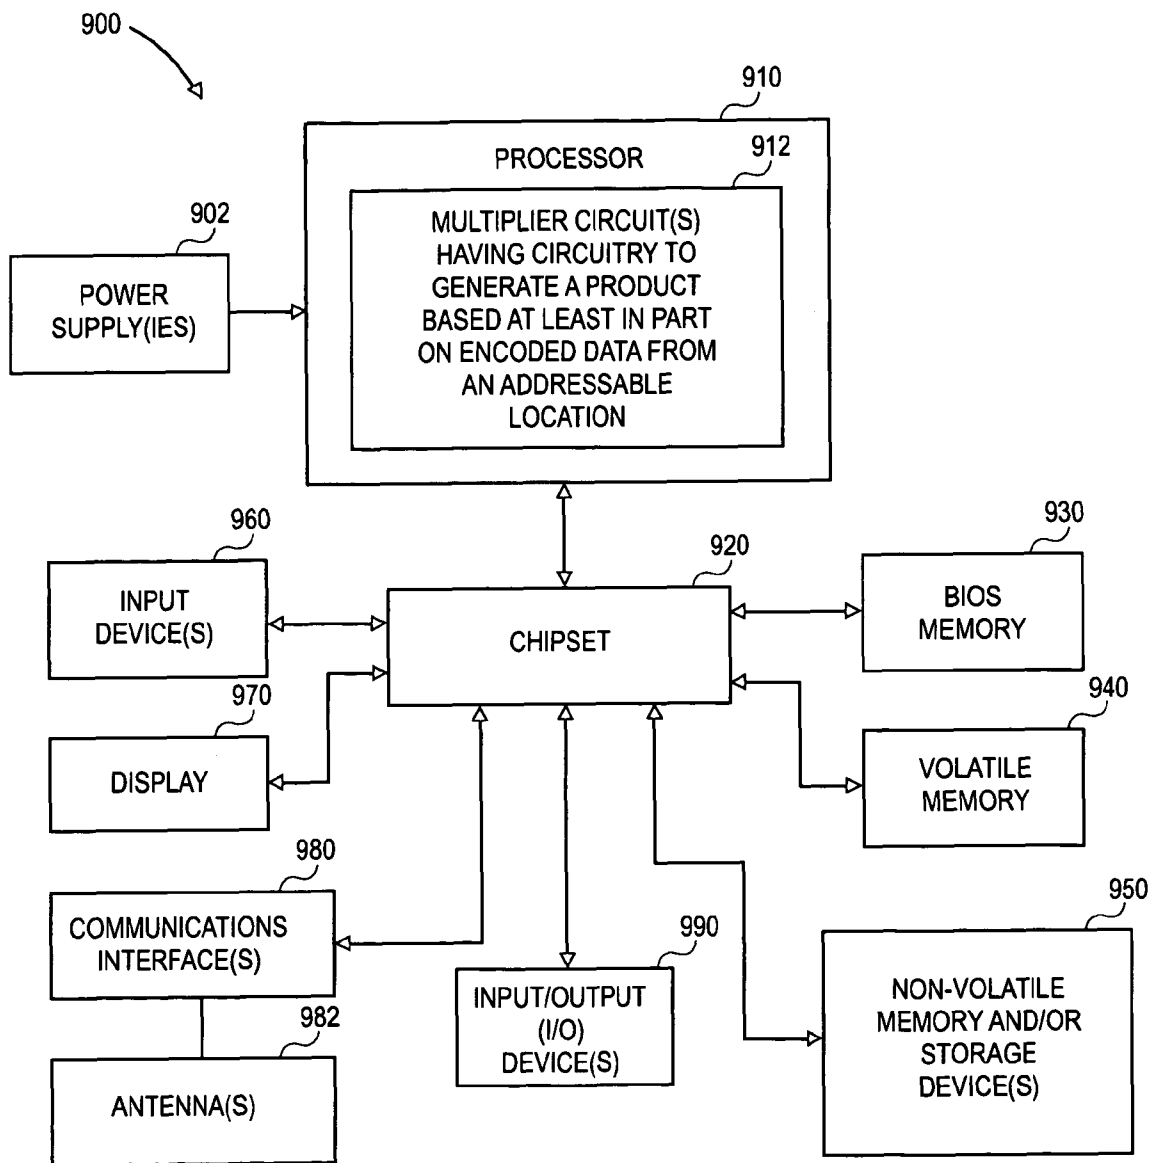 900
910
PROCESSOR
912
MULTIPLIER CIRCUIT(S)
HAVING CIRCUITRY TO
GENERATE A PRODUCT
BASED AT LEAST IN PART
ON ENCODED DATA FROM
AN ADDRESSABLE
LOCATION
902
POWER
SUPPLY(IES)
960
INPUT
DEVICE(S)
920
CHIPSET
930
BIOS
MEMORY
970
DISPLAY
940
VOLATILE
MEMORY
980
COMMUNICATIONS
INTERFACE(S)
990
INPUT/OUTPUT
(I/O)
DEVICE(S)
950
NON-VOLATILE
MEMORY AND/OR
STORAGE
DEVICE(S)
982
ANTENNA(S)